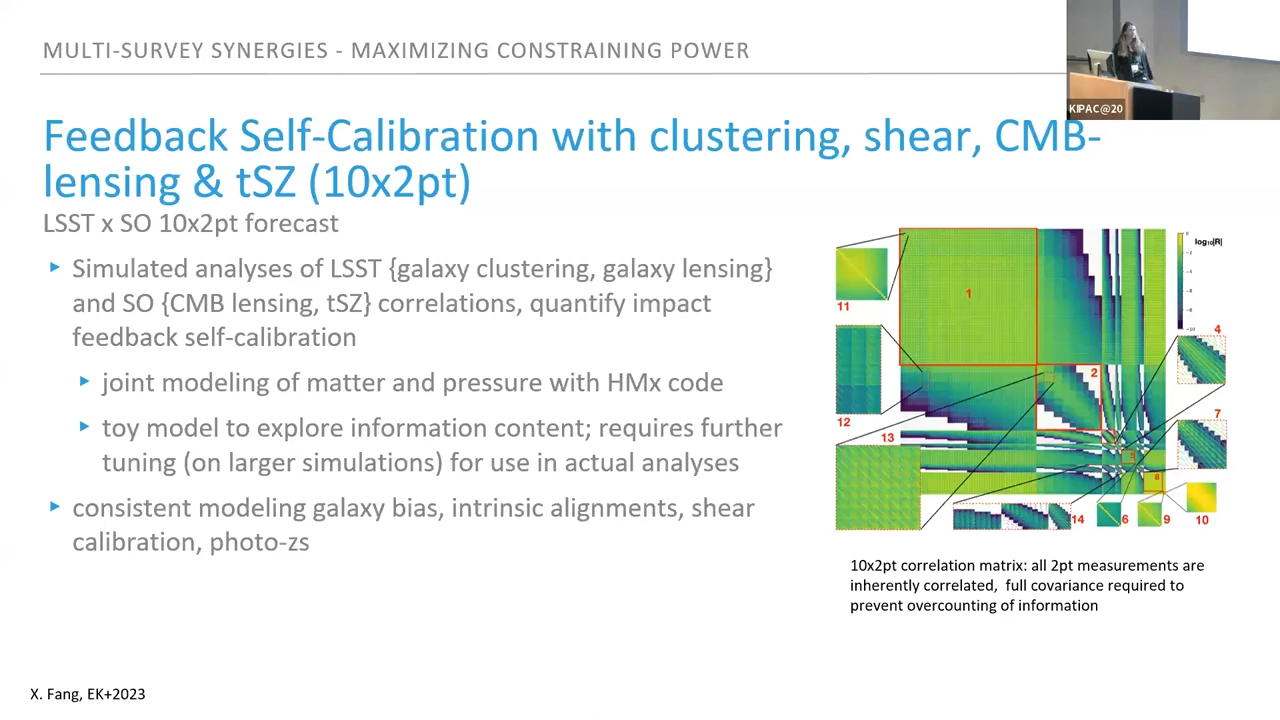 MULTI-SURVEY SYNERGIES - MAXIMIZING CONSTRAINING POWER
KIPAC@20
Feedback Self-Calibration with clustering, shear, CMB-
lensing & tSZ (10x2pt)
LSST x SO 10x2pt forecast
Simulated analyses of LSST {galaxy clustering, galaxy lensing}
and SO {CMB lensing, tSZ} correlations, quantify impact
feedback self-calibration
joint modeling of matter and pressure with HMx code
toy model to explore information content; requires further
tuning (on larger simulations) for use in actual analyses
consistent modeling galaxy bias, intrinsic alignments, shear
calibration, photo-zs
log₁₀|R|
1
11
4
2
12
7
13
8
14
6
9
10
10x2pt correlation matrix: all 2pt measurements are
inherently correlated, full covariance required to
prevent overcounting of information
X. Fang, EK+2023